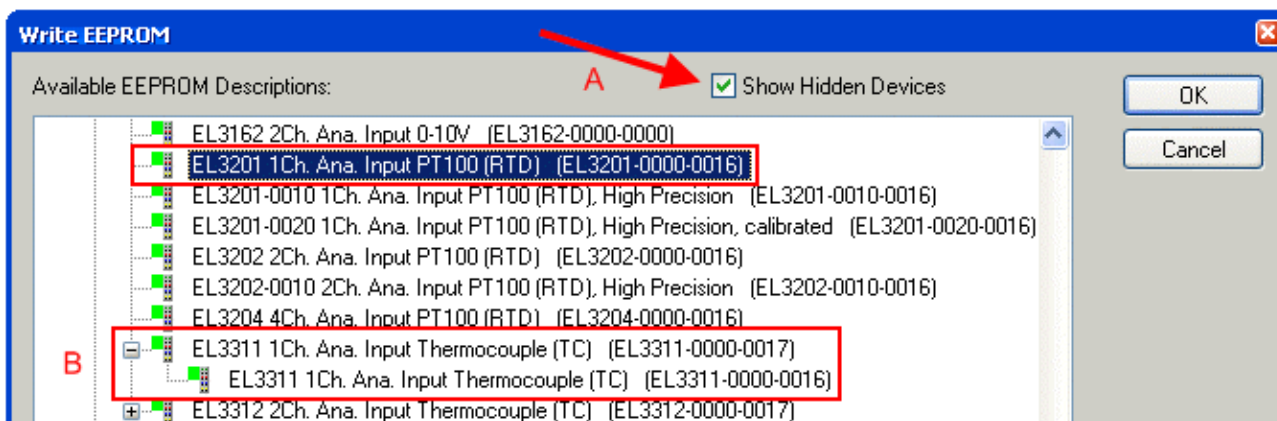 Write EEPROM
Available EEPROM Descriptions:
A
Show Hidden Devices
OK
Cancel
EL3162 2Ch. Ana. Input 0-10V (EL3162-0000-0000)
EL3201 1Ch. Ana. Input PT100 (RTD) (EL3201-0000-0016)
EL3201-0010 1Ch. Ana. Input PT100 (RTD), High Precision (EL3201-0010-0016)
EL3201-0020 1Ch. Ana. Input PT100 (RTD), High Precision, calibrated (EL3201-0020-0016)
EL3202 2Ch. Ana. Input PT100 (RTD) (EL3202-0000-0016)
EL3202-0010 2Ch. Ana. Input PT100 (RTD), High Precision (EL3202-0010-0016)
EL3204 4Ch. Ana. Input PT100 (RTD) (EL3204-0000-0016)
B
EL3311 1Ch. Ana. Input Thermocouple (TC) (EL3311-0000-0017)
EL3311 1Ch. Ana. Input Thermocouple (TC) (EL3311-0000-0016)
EL3312 2Ch. Ana. Input Thermocouple (TC) (EL3312-0000-0017)